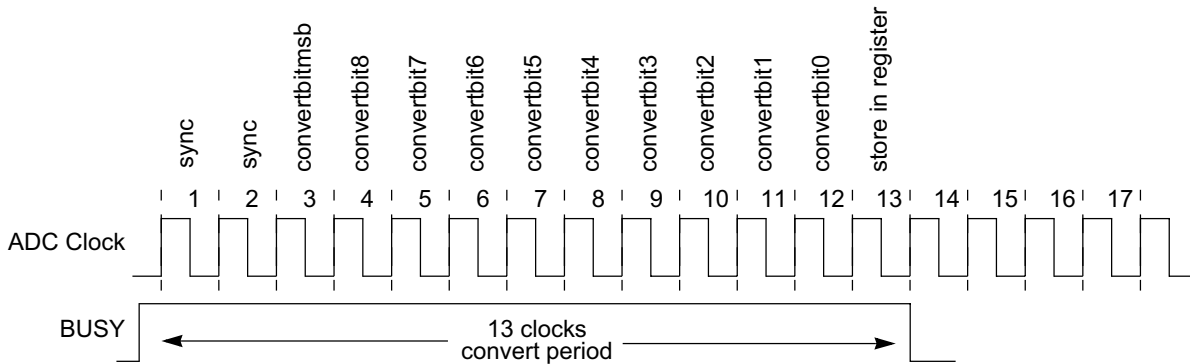 sync
sync
convertbitmsb
convertbit8
convertbit7
convertbit6
convertbit5
convertbit4
convertbit3
convertbit2
convertbit1
convertbit0
store in register
1 2 3 4 5 6 7 8 9 10 11 12 13 14 15 16 17
ADC Clock
BUSY
13 clocks
convert period